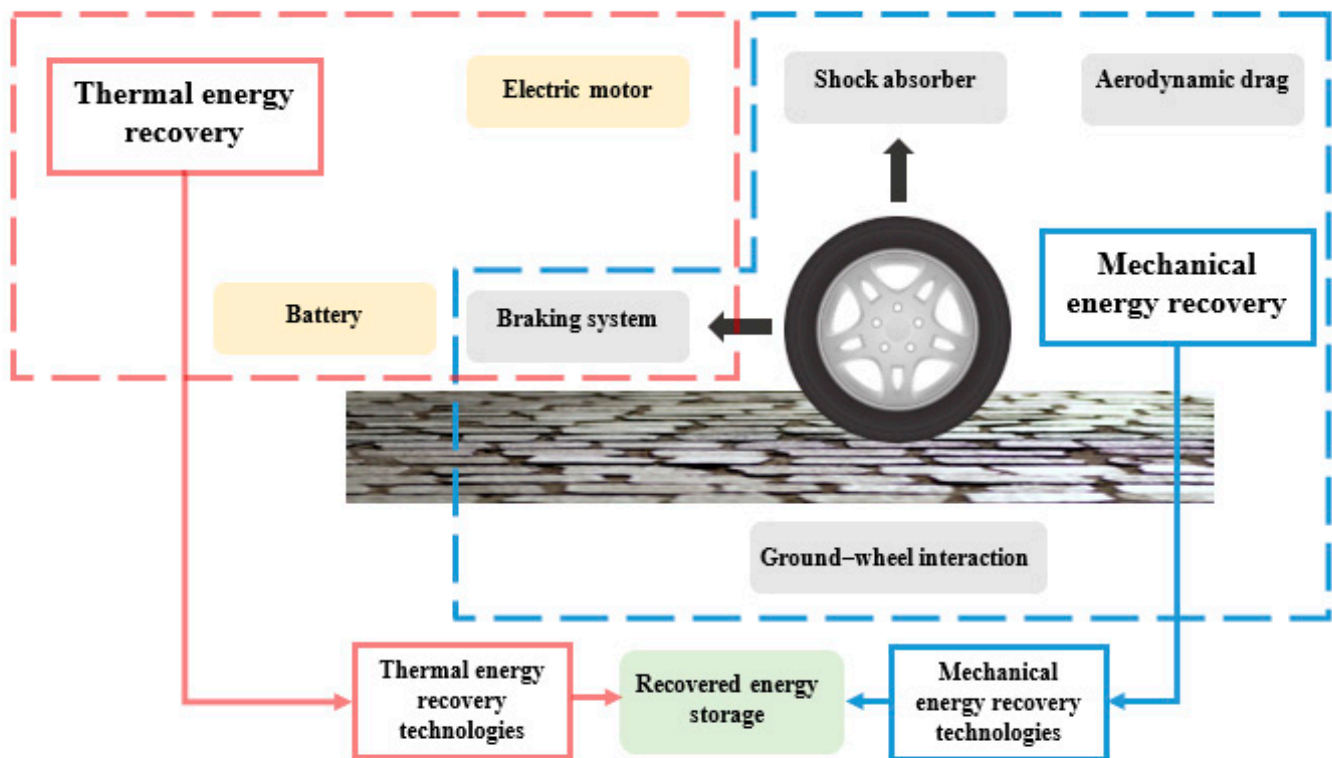 Thermal energy
recovery
Electric motor
Shock absorber
Aerodynamic drag
Mechanical
energy recovery
Battery
Braking system
Ground–wheel interaction
Thermal energy
recovery
technologies
Recovered energy
storage
Mechanical
energy recovery
technologies